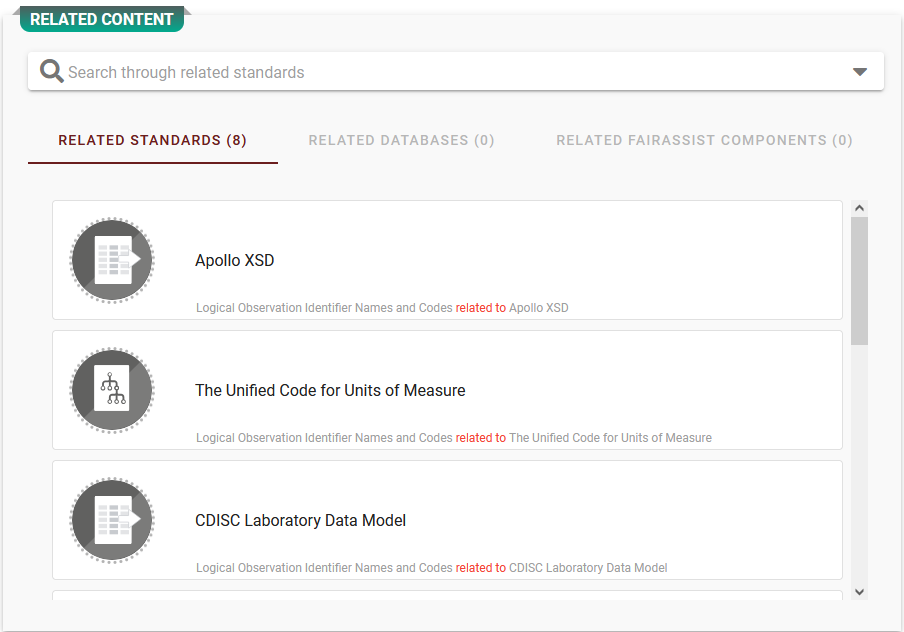 RELATED CONTENT
Search through related standards
RELATED STANDARDS (8)
RELATED DATABASES (0)
RELATED FAIRASSIST COMPONENTS (0)
Apollo XSD
Logical Observation Identifier Names and Codes related to Apollo XSD
The Unified Code for Units of Measure
Logical Observation Identifier Names and Codes related to The Unified Code for Units of Measure
CDISC Laboratory Data Model
Logical Observation Identifier Names and Codes related to CDISC Laboratory Data Model